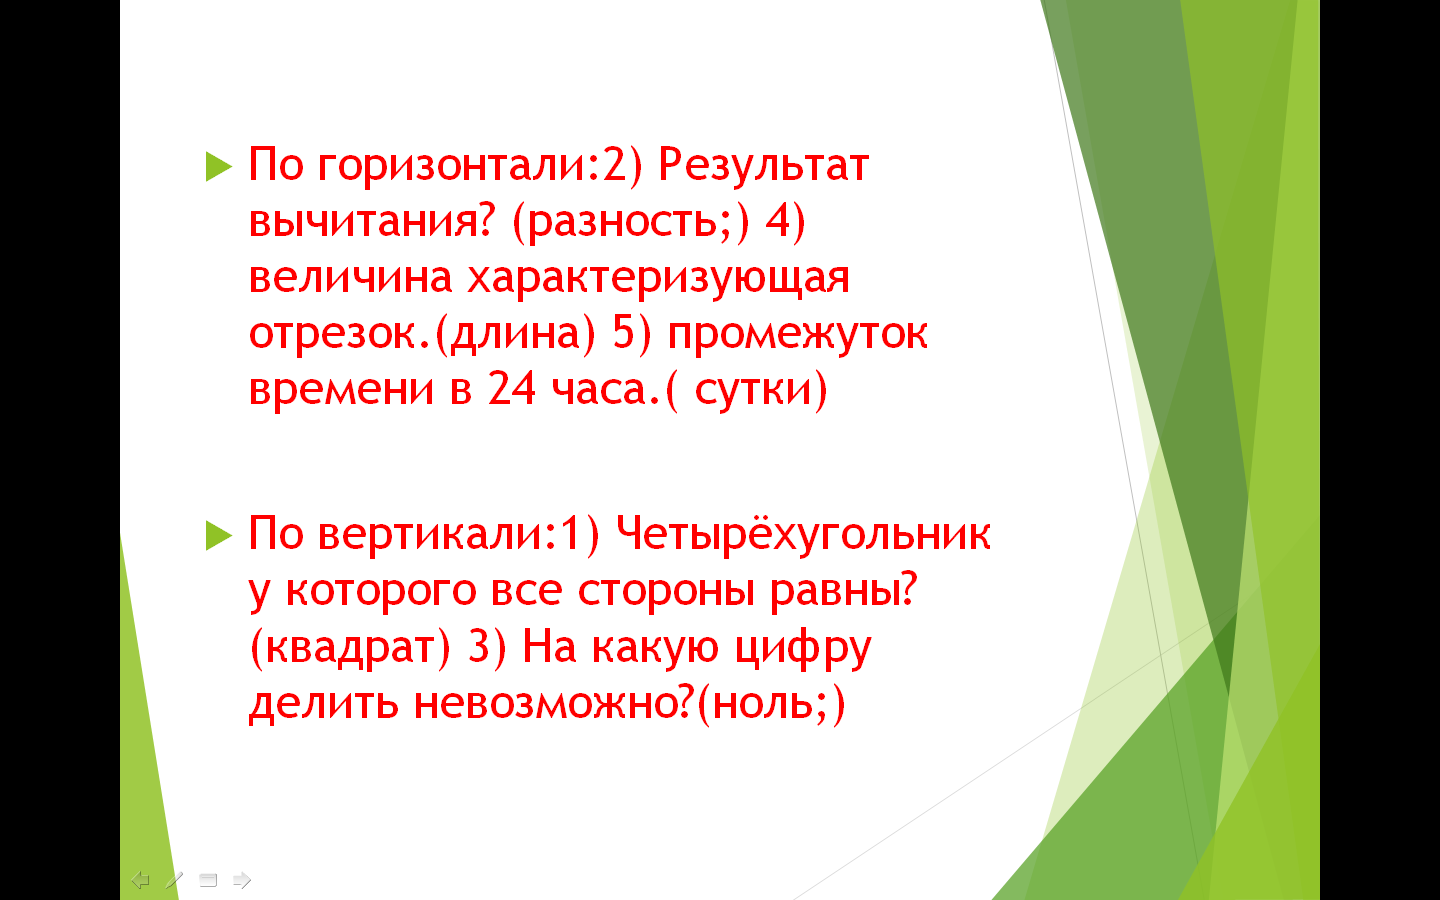 По горизонтали:2) Результат
вычитания? (разность;) 4)
величина характеризующая
отрезок.(длина) 5) промежуток
времени в 24 часа.( сутки)
По вертикали:1) Четырёхугольник
у которого все стороны равны?
(квадрат) 3) На какую цифру
делить невозможно?(ноль;)